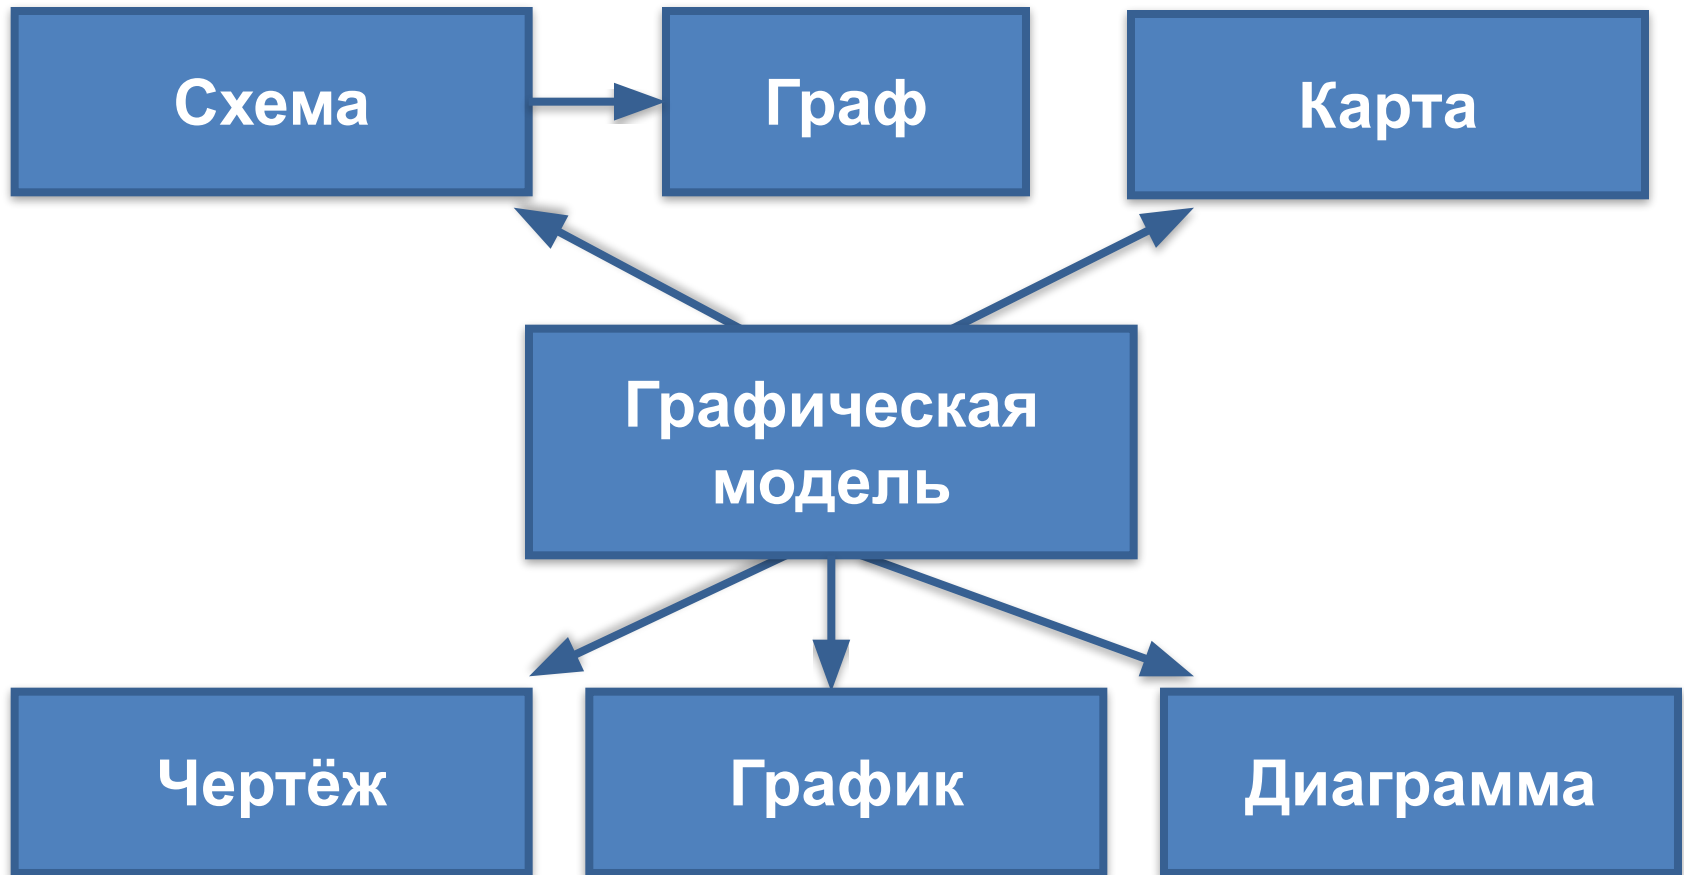 Схема
Граф
Карта
Графическая
модель
Чертёж
График
Диаграмма